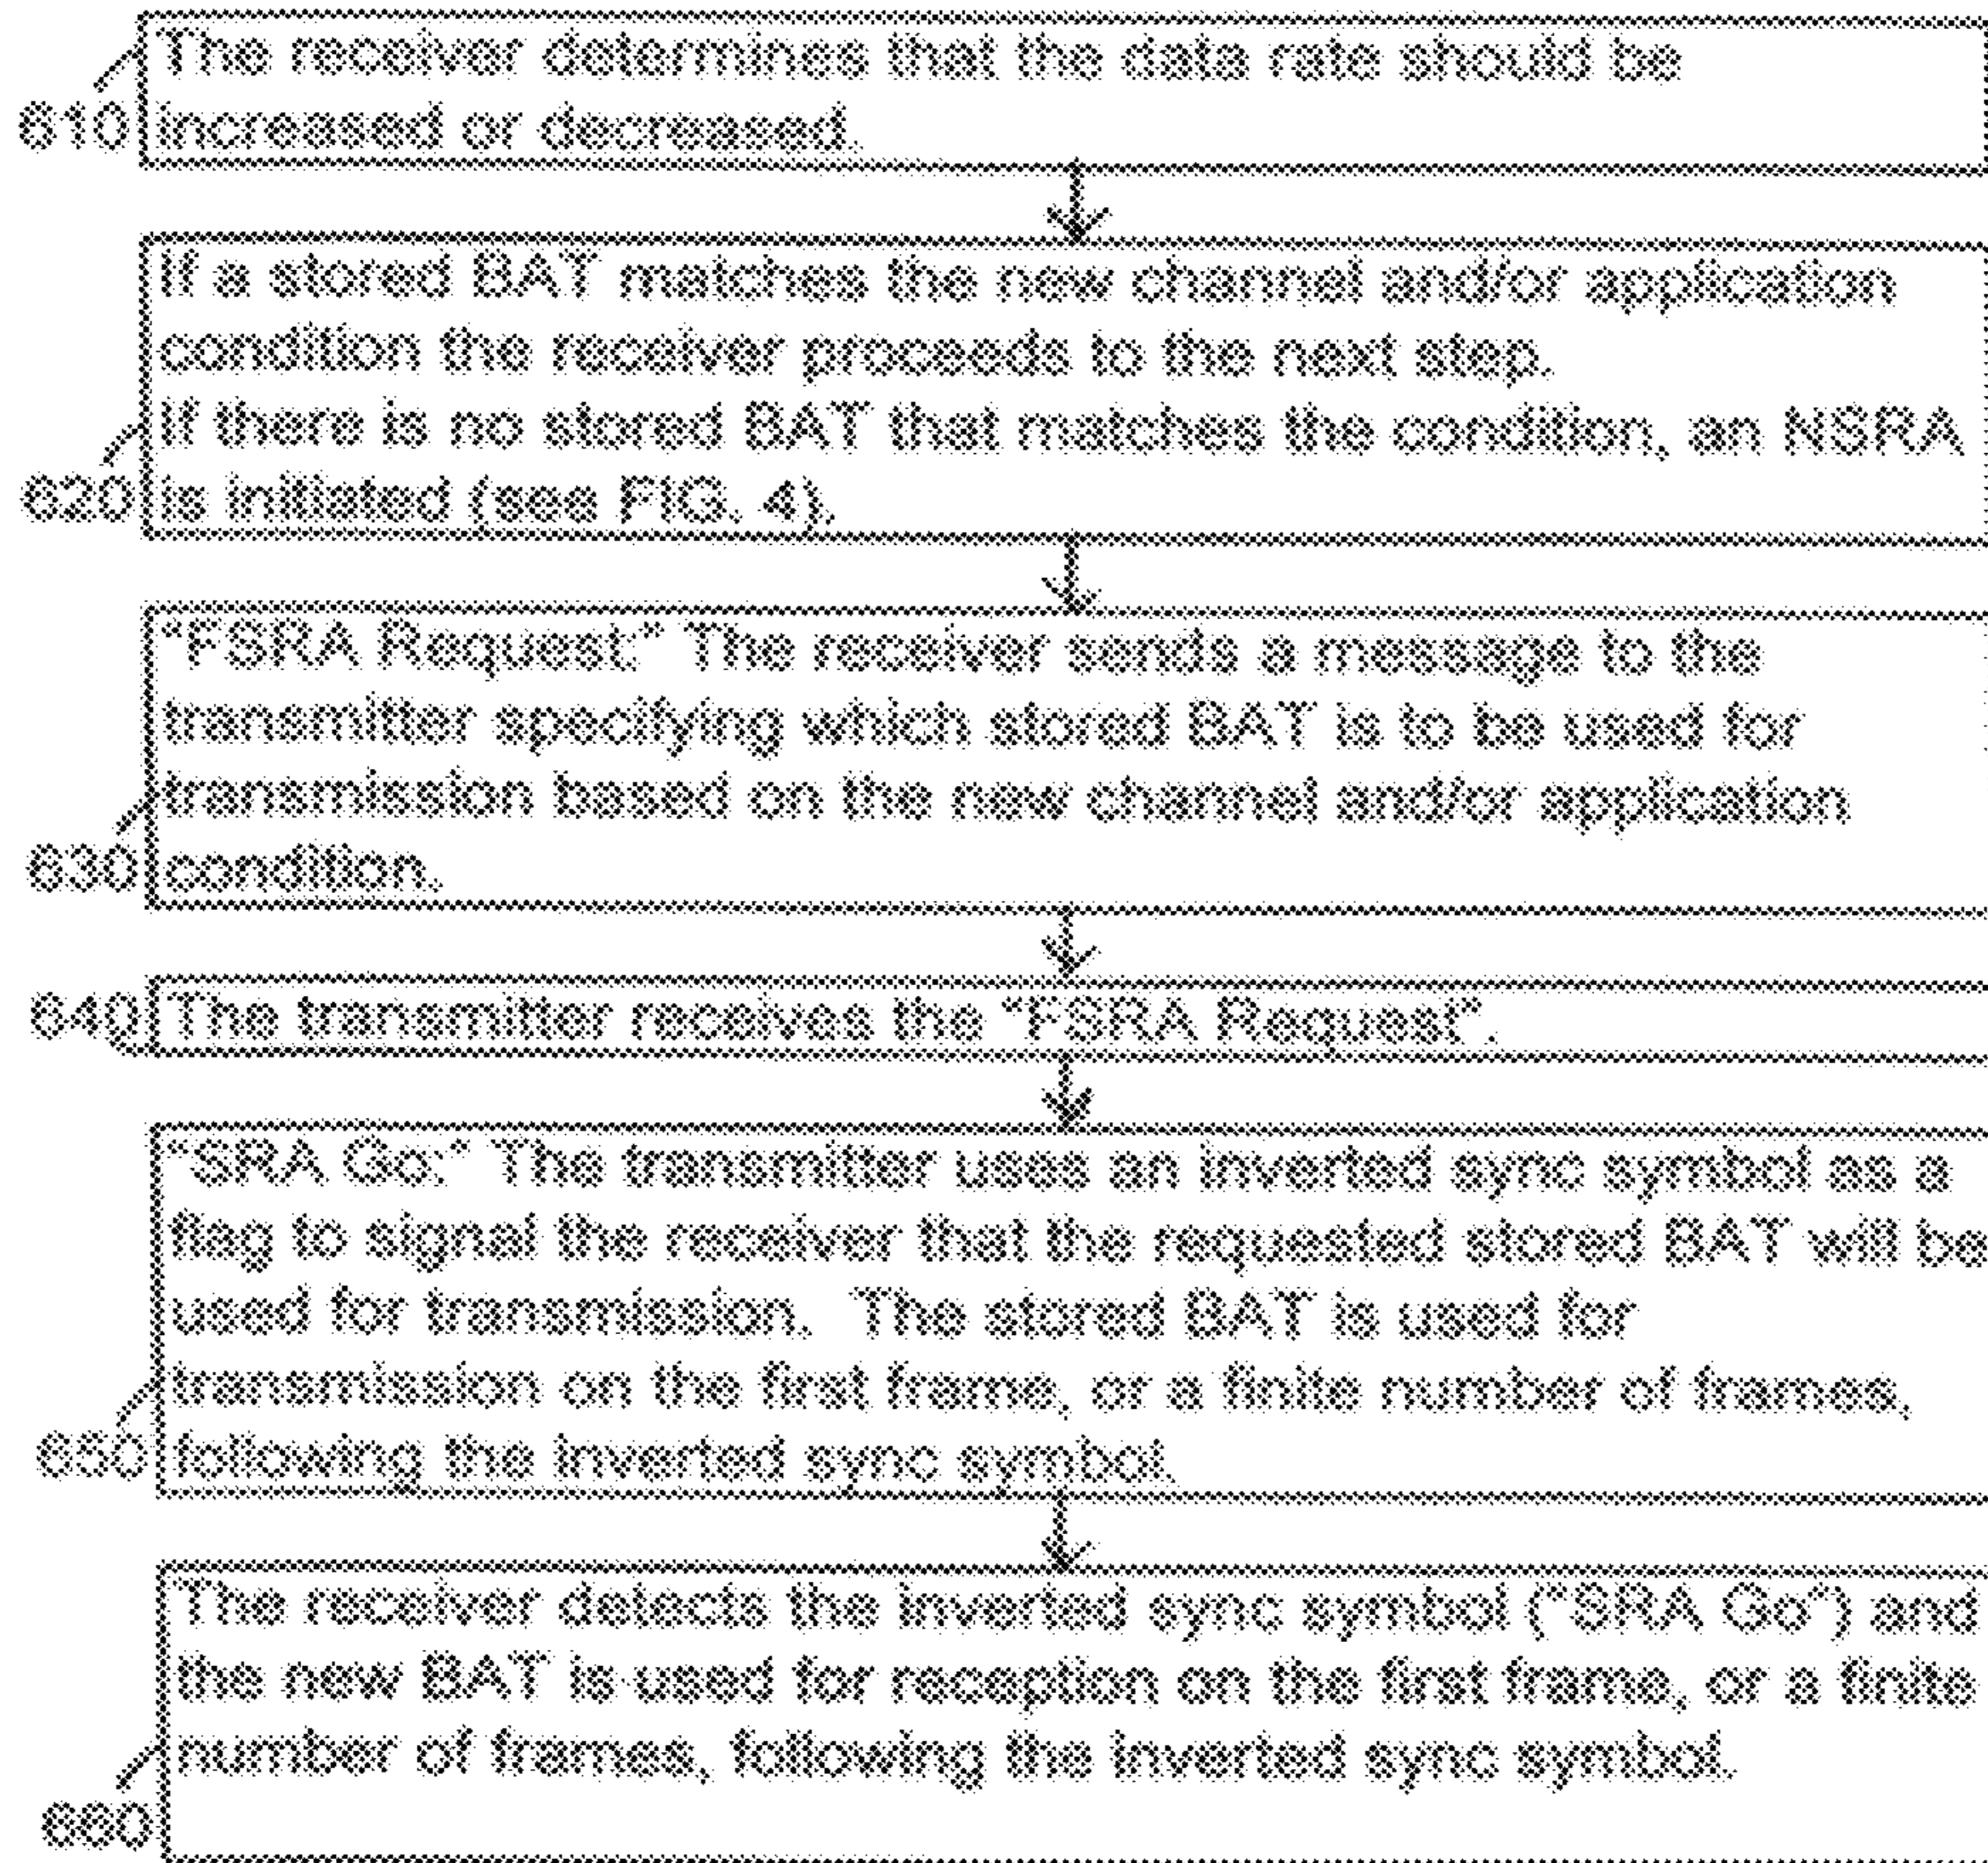 The receiver determines that the data rate should be
610 increased or decreased.
If a stored BAT matches the new channel and/or application
condition the receiver proceeds to the next step.
If there is no stored BAT that matches the condition, an NSRA
620 is initiated (see FIG. 4).
"FSRA Request:" The receiver sends a message to the
transmitter specifying which stored BAT is to be used for
transmission based on the new channel and/or application
630 condition.
640 The transmitter receives the "FSRA Request".
"SRA Go:" The transmitter uses an inverted sync symbol as a
flag to signal the receiver that the requested stored BAT will be
used for transmission. The stored BAT is used for
transmission on the first frame, or a finite number of frames,
650 following the inverted sync symbol.
The receiver detects the inverted sync symbol ("SRA Go") and
the new BAT is used for reception on the first frame, or a finite
number of frames, following the inverted sync symbol.
660